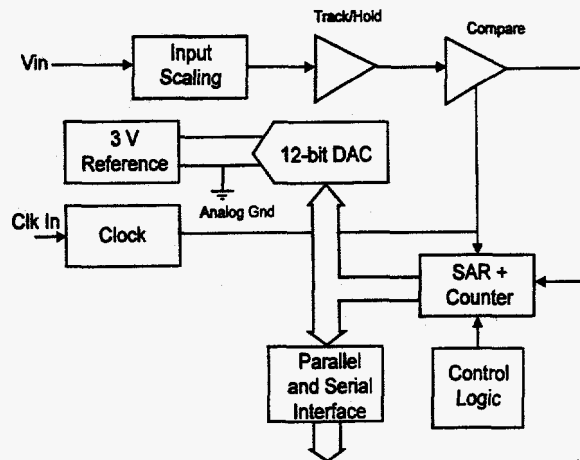 Track/Hold
Compare
Vin
Input
Scaling
3 V
Reference
12-bit DAC
Analog Gnd
Clk In
Clock
SAR +
Counter
Parallel
and Serial
Interface
Control
Logic